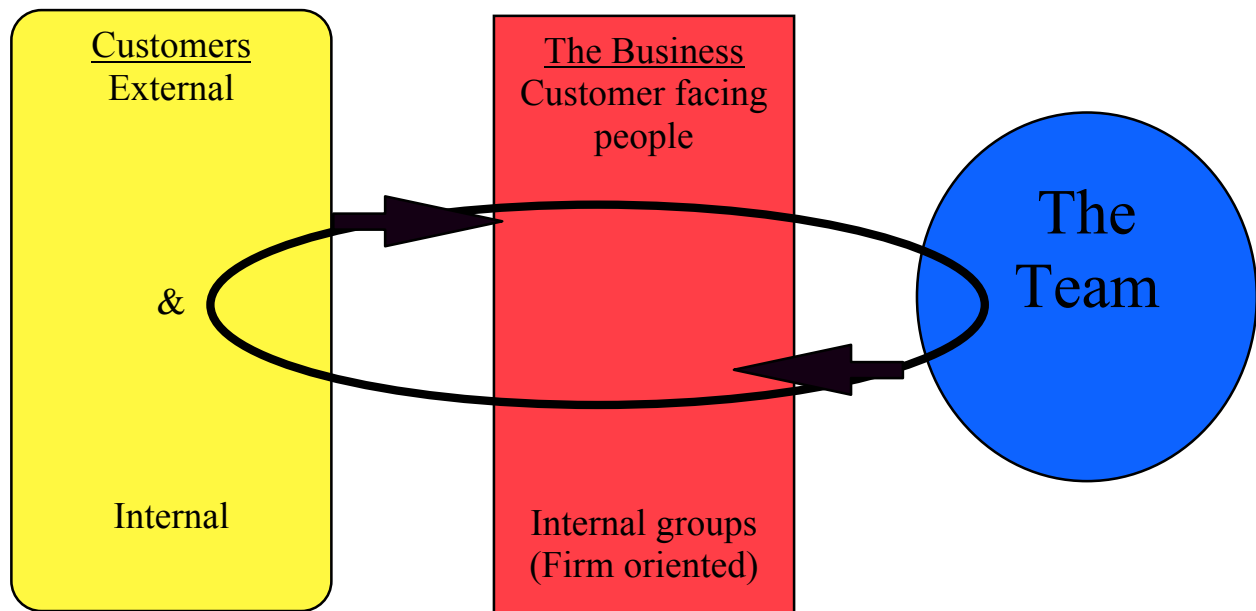 Customers
External
&
Internal
The Business
Customer facing
people
Internal groups
(Firm oriented)
The
Team